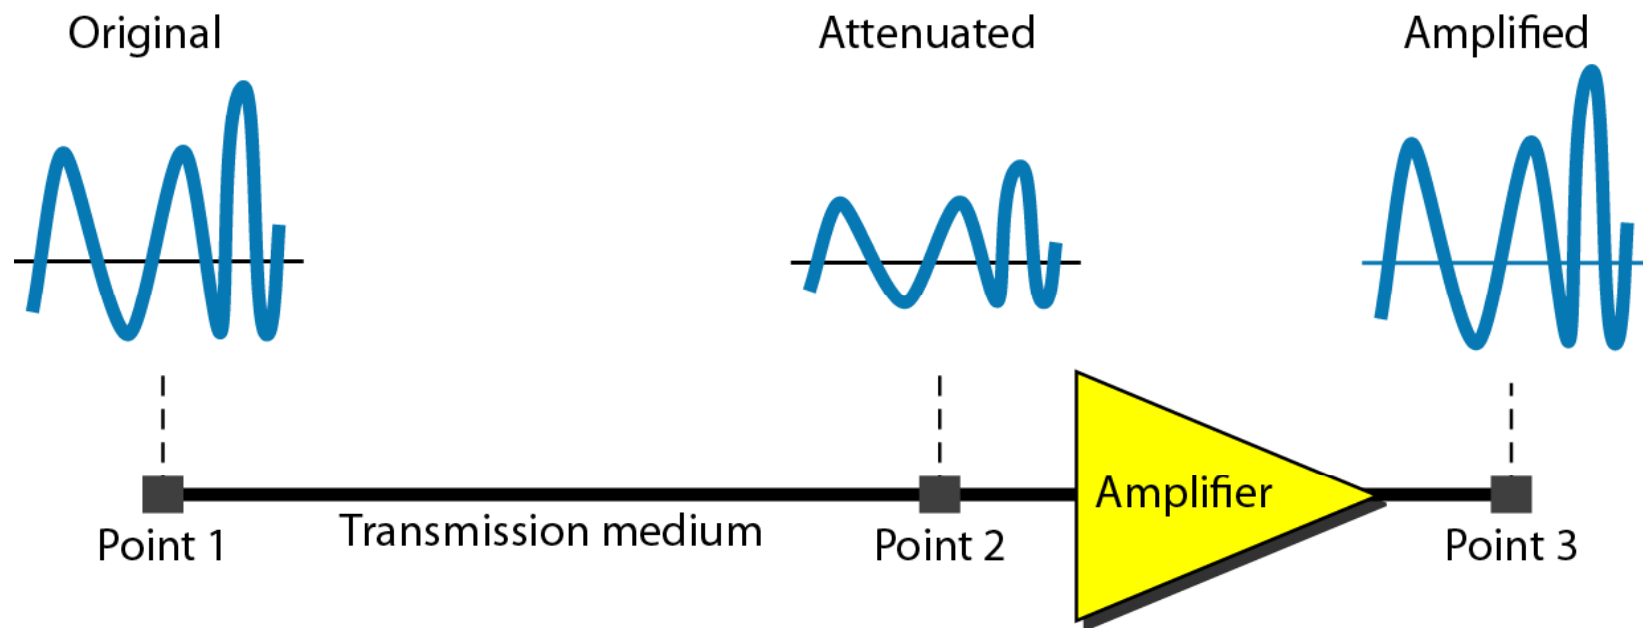 Original
Attenuated
Amplified
Amplifier
Transmission medium
Point 1
Point 2
Point 3